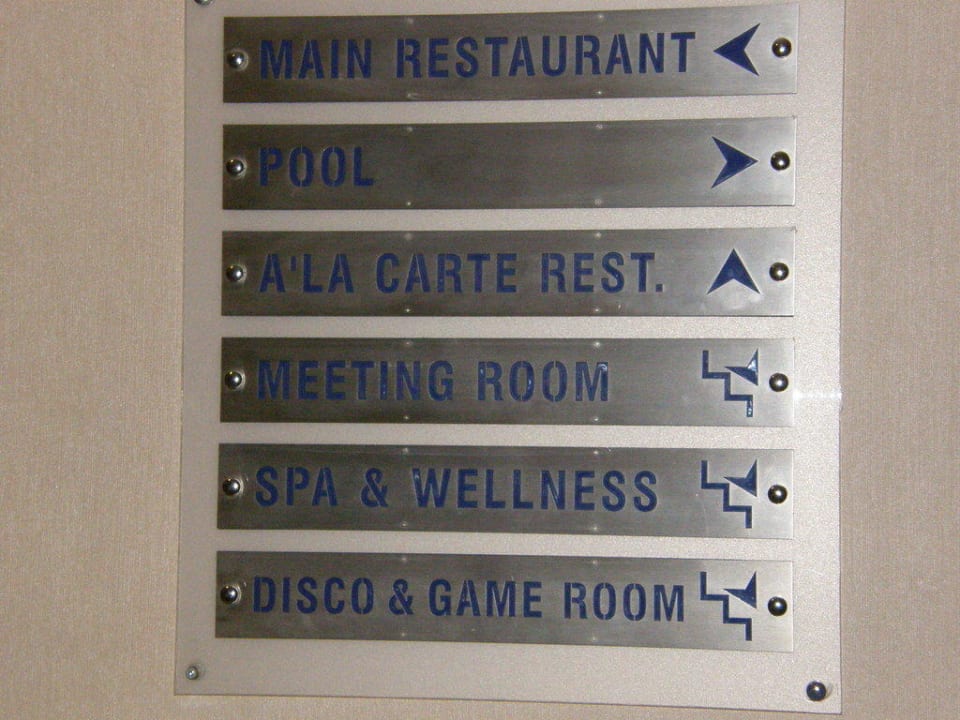 MAIN RESTAURANT
POOL
A'LA CARTE REST.
MEETING ROOM
SPA & WELLNESS
DISCO & GAME ROOM